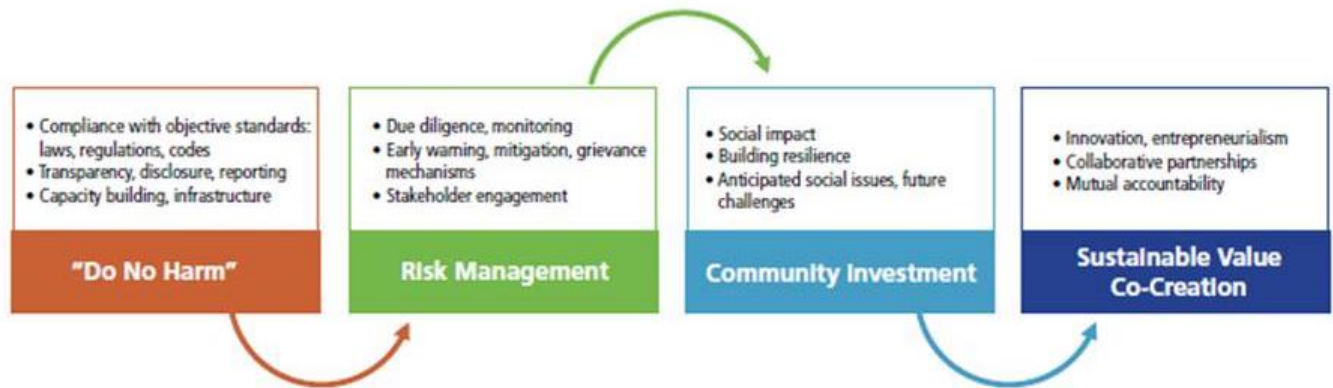 • Compliance with objective standards:
laws, regulations, codes
• Transparency, disclosure, reporting
• Capacity building, infrastructure
"Do No Harm"
• Due diligence, monitoring
• Early warning, mitigation, grievance
mechanisms
• Stakeholder engagement
Risk Management
• Social impact
• Building resilience
• Anticipated social issues, future
challenges
Community Investment
• Innovation, entrepreneurialism
• Collaborative partnerships
• Mutual accountability
Sustainable Value
Co-Creation